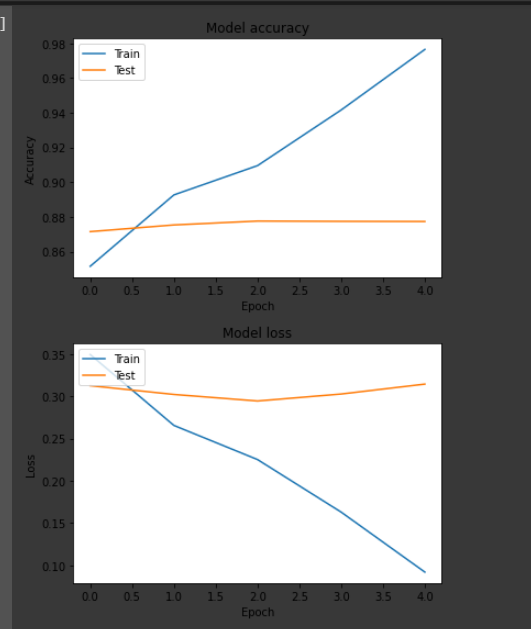 ]
Model accuracy
Train
Test
0.98
0.96
0.94
0.92
0.90
0.88
0.86
Accuracy
0.0 0.5 1.0 1.5 2.0 2.5 3.0 3.5 4.0
Epoch
Model loss
Train
Test
0.35
0.30
0.25
0.20
0.15
0.10
Loss
0.0 0.5 1.0 1.5 2.0 2.5 3.0 3.5 4.0
Epoch